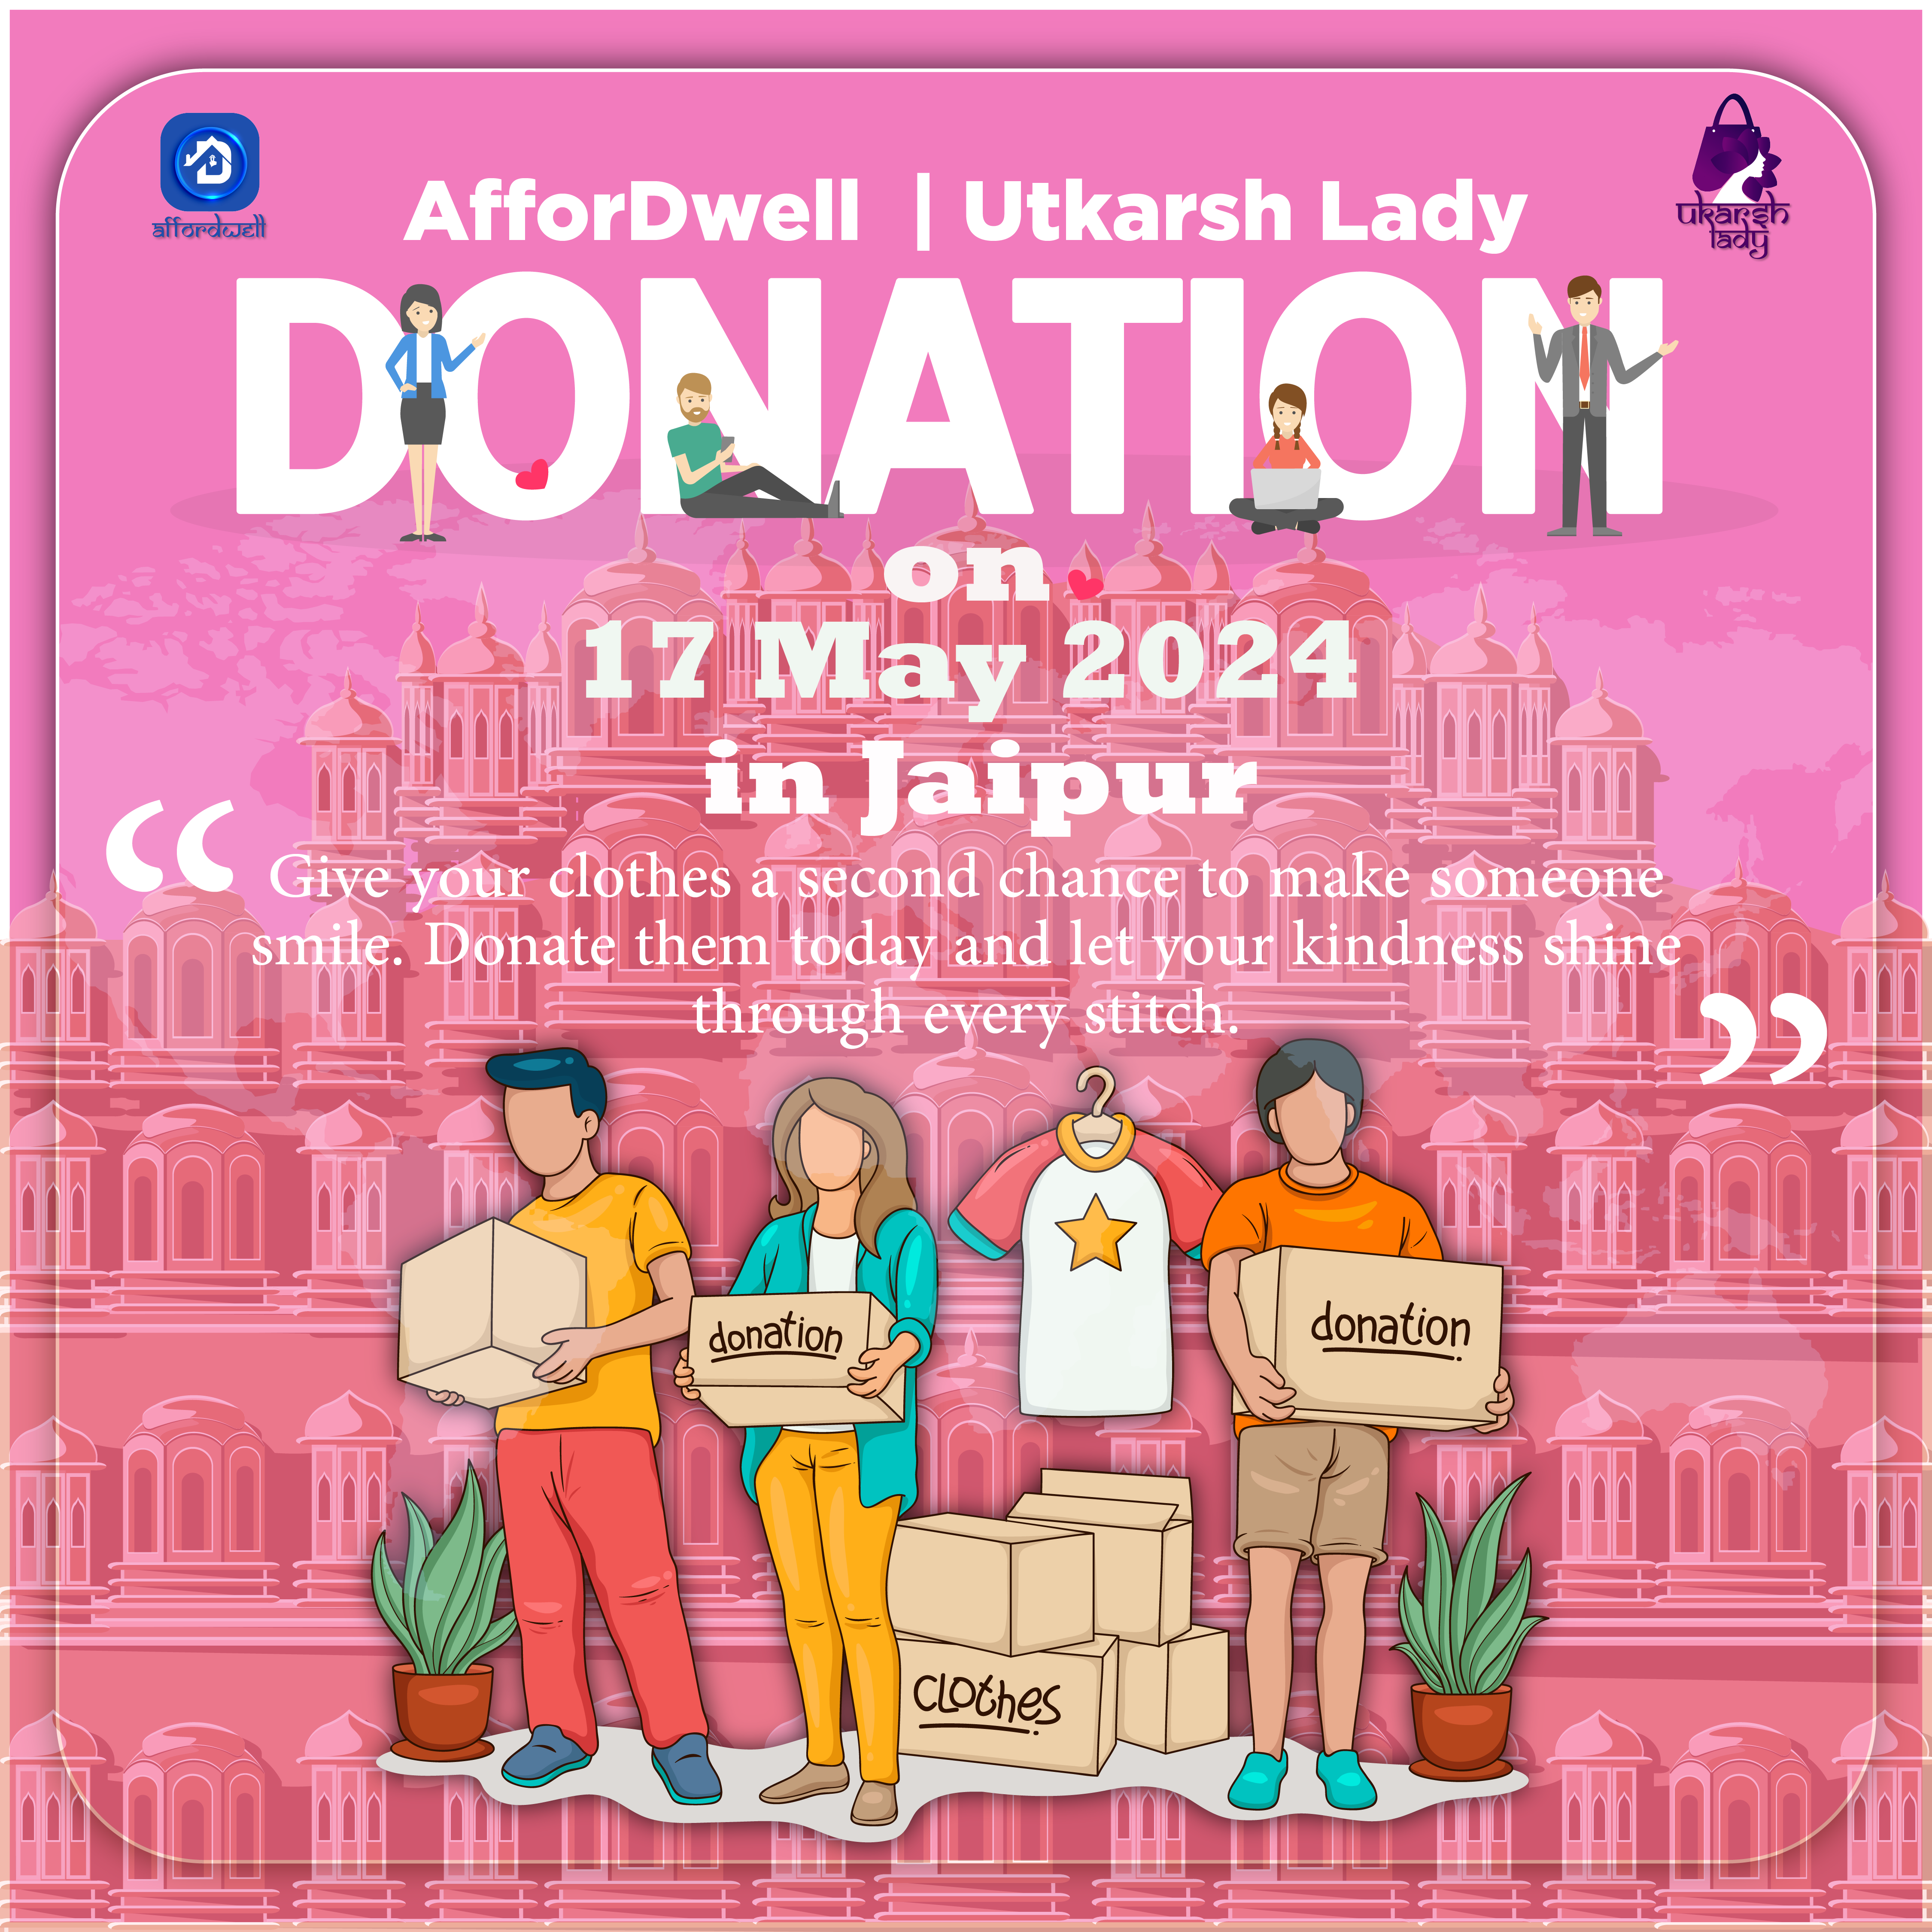 affordwell
ukarsh
lady
AfforDwell | Utkarsh Lady
DONATION
on
17 May 2024
in Jaipur
“ Give your clothes a second chance to make someone
smile. Donate them today and let your kindness shine
through every stitch. ”
donation
donation
CLothes